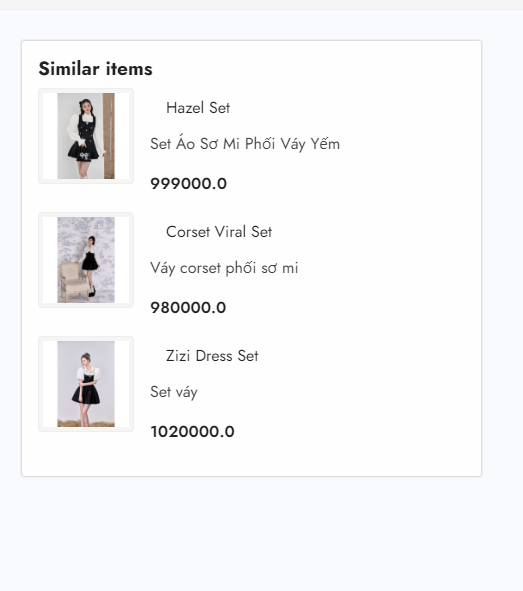 Similar items
Hazel Set
Set Áo Sơ Mi Phối Váy Yếm
999000.0
Corset Viral Set
Váy corset phối sơ mi
980000.0
Zizi Dress Set
Set váy
1020000.0